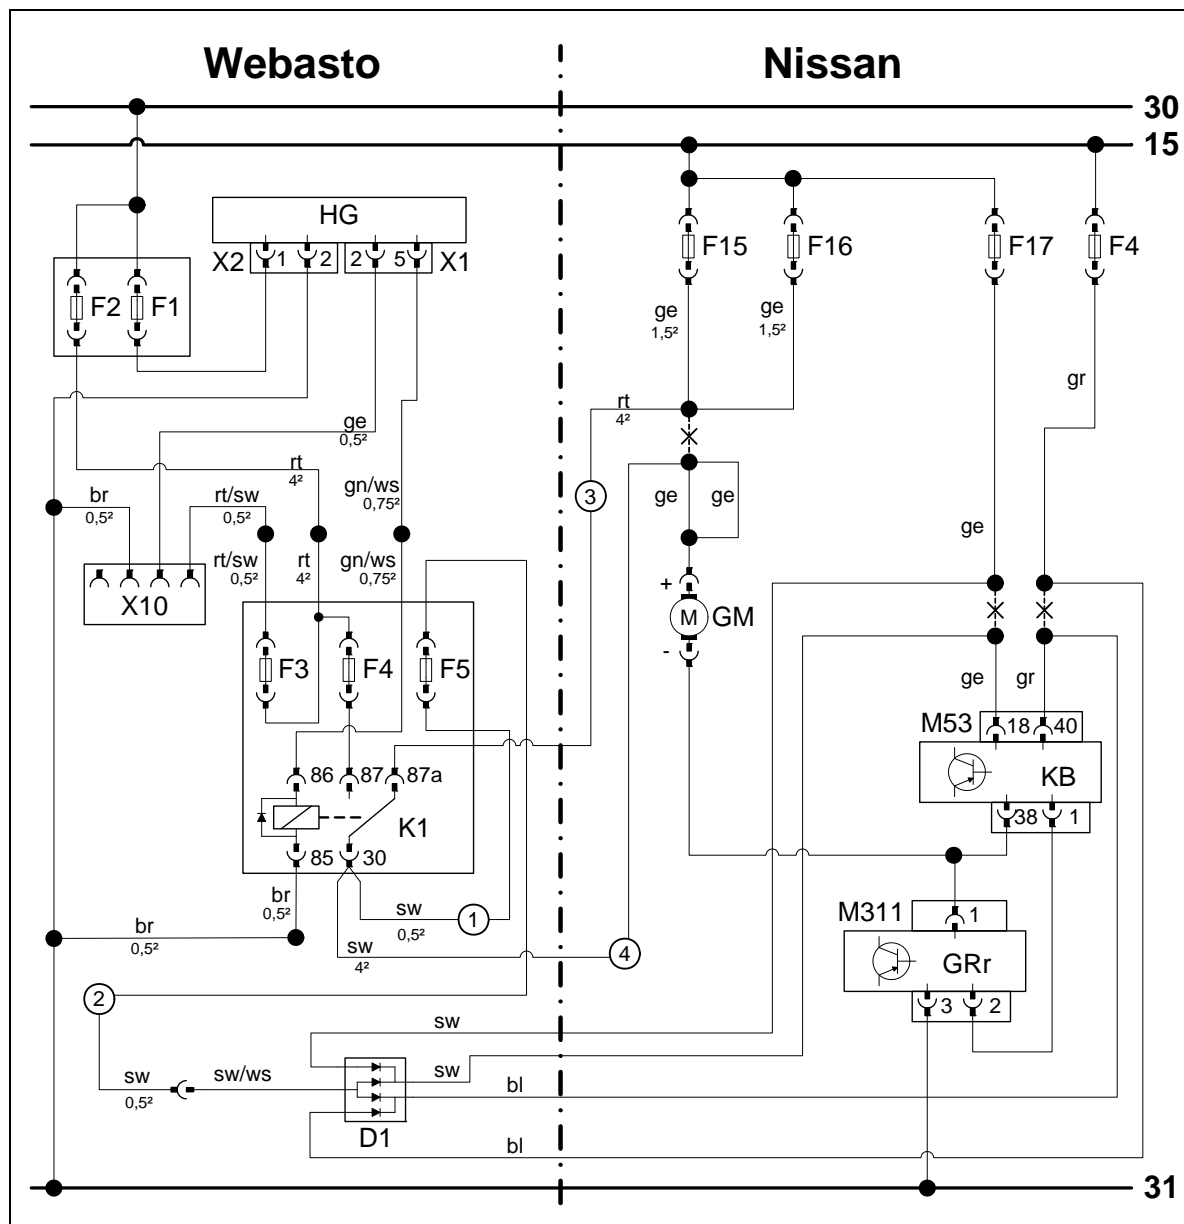 Webasto
Nissan
30
15
HG
X2
1
2
2
5
X1
F2
F1
F15
F16
F17
F4
ge
1,5²
ge
1,5²
gr
rt
4²
ge
0,5²
rt
4²
gn/ws
0,75²
3
ge
ge
ge
br
0,5²
rt/sw
0,5²
rt/sw
0,5²
rt
4²
gn/ws
0,75²
X10
+
M
GM
-
F3
F4
F5
ge
gr
M53
18
40
KB
38
1
86
87
87a
K1
85
30
br
0,5²
sw
0,5²
1
M311
1
br
0,5²
sw
4²
4
GRr
3
2
2
sw
sw
0,5²
sw/ws
sw
bl
D1
bl
31